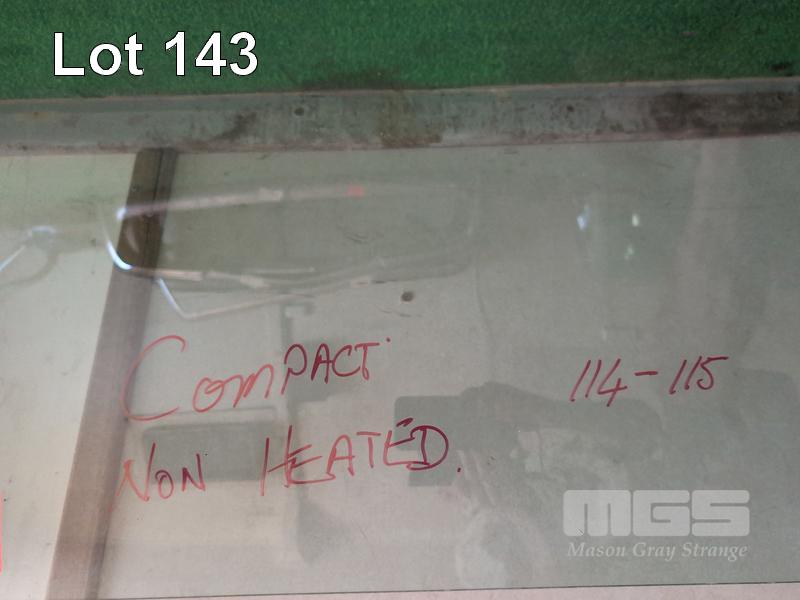 Lot 143
COMPACT
114-115
NON HEATED.
MGS
Mason Gray Strange